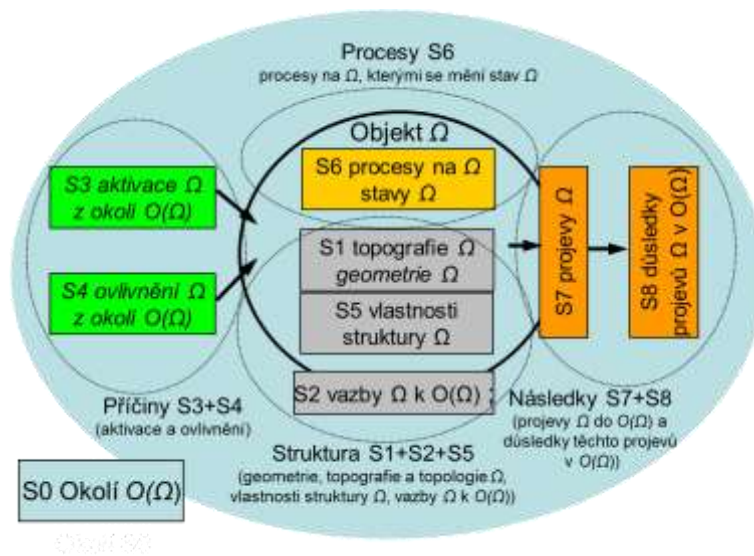 Procesy S6
procesy na Ω, kterými se mění stav Ω
Objekt Ω
S6 procesy na Ω
stavy Ω
S3 aktivace Ω
z okolí O(Ω)
S4 ovlivnění Ω
z okolí O(Ω)
S1 topografie Ω
geometrie Ω
S5 vlastnosti
struktury Ω
S2 vazby Ω k O(Ω) ;
S7 projevy Ω
S8 důsledky
projevů Ω v O(Ω)
Příčiny S3+S4
(aktivace a ovlivnění)
Následky S7+S8
(projevy Ω do O(Ω) a
důsledky těchto projevů
v O(Ω))
Struktura S1+S2+S5
(geometrie, topografie a topologie Ω,
vlastnosti struktury Ω, vazby Ω k O(Ω))
S0 Okolí O(Ω)